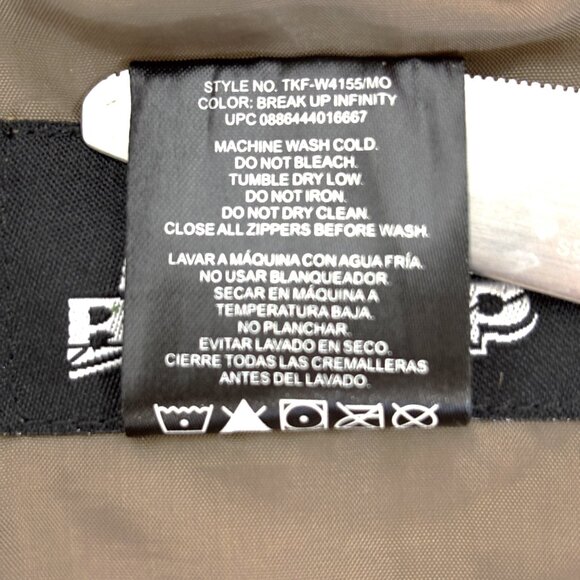 STYLE NO. TKF-W4155/MO
COLOR: BREAK UP INFINITY
UPC 0886444016667
MACHINE WASH COLD.
DO NOT BLEACH.
TUMBLE DRY LOW.
DO NOT IRON.
DO NOT DRY CLEAN.
CLOSE ALL ZIPPERS BEFORE WASH.
LAVAR A MÁQUINA CON AGUA FRÍA.
NO USAR BLANQUEADOR.
SECAR EN MÁQUINA A
TEMPERATURA BAJA.
NO PLANCHAR.
EVITAR LAVADO EN SECO.
CIERRE TODAS LAS CREMALLERAS
ANTES DEL LAVADO.